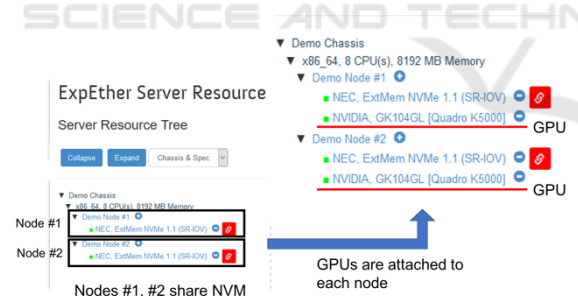 SCIENCE AND TECHN
Demo Chassis
x86_64, 8 CPU(s), 8192 MB Memory
Demo Node #1
NEC, ExtMem NVMe 1.1 (SR-IOV)
NVIDIA, GK104GL [Quadro K5000]
GPU
Demo Node #2
NEC, ExtMem NVMe 1.1 (SR-IOV)
NVIDIA, GK104GL [Quadro K5000]
GPU
ExpEther Server Resource
Server Resource Tree
Collapse Expand Chassis & Spec
Demo Chassis
x86_64, 8 CPU(s), 8192 MB Memory
Node #1
Demo Node #1
NEC, ExtMem NVMe 1.1 (SR-IOV)
Node #2
Demo Node #2
NEC, ExtMem NVMe 1.1 (SR-IOV)
Nodes #1, #2 share NVM
GPUs are attached to
each node